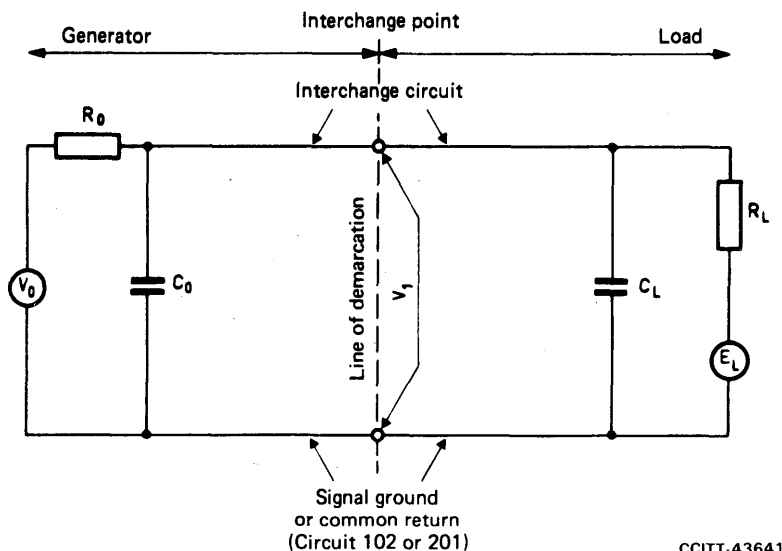 Interchange point
Generator
Load
Interchange circuit
R0
RL
V0
C0
Line of demarcation
V1
CL
EL
Signal ground
or common return
(Circuit 102 or 201)
CCITT-43641